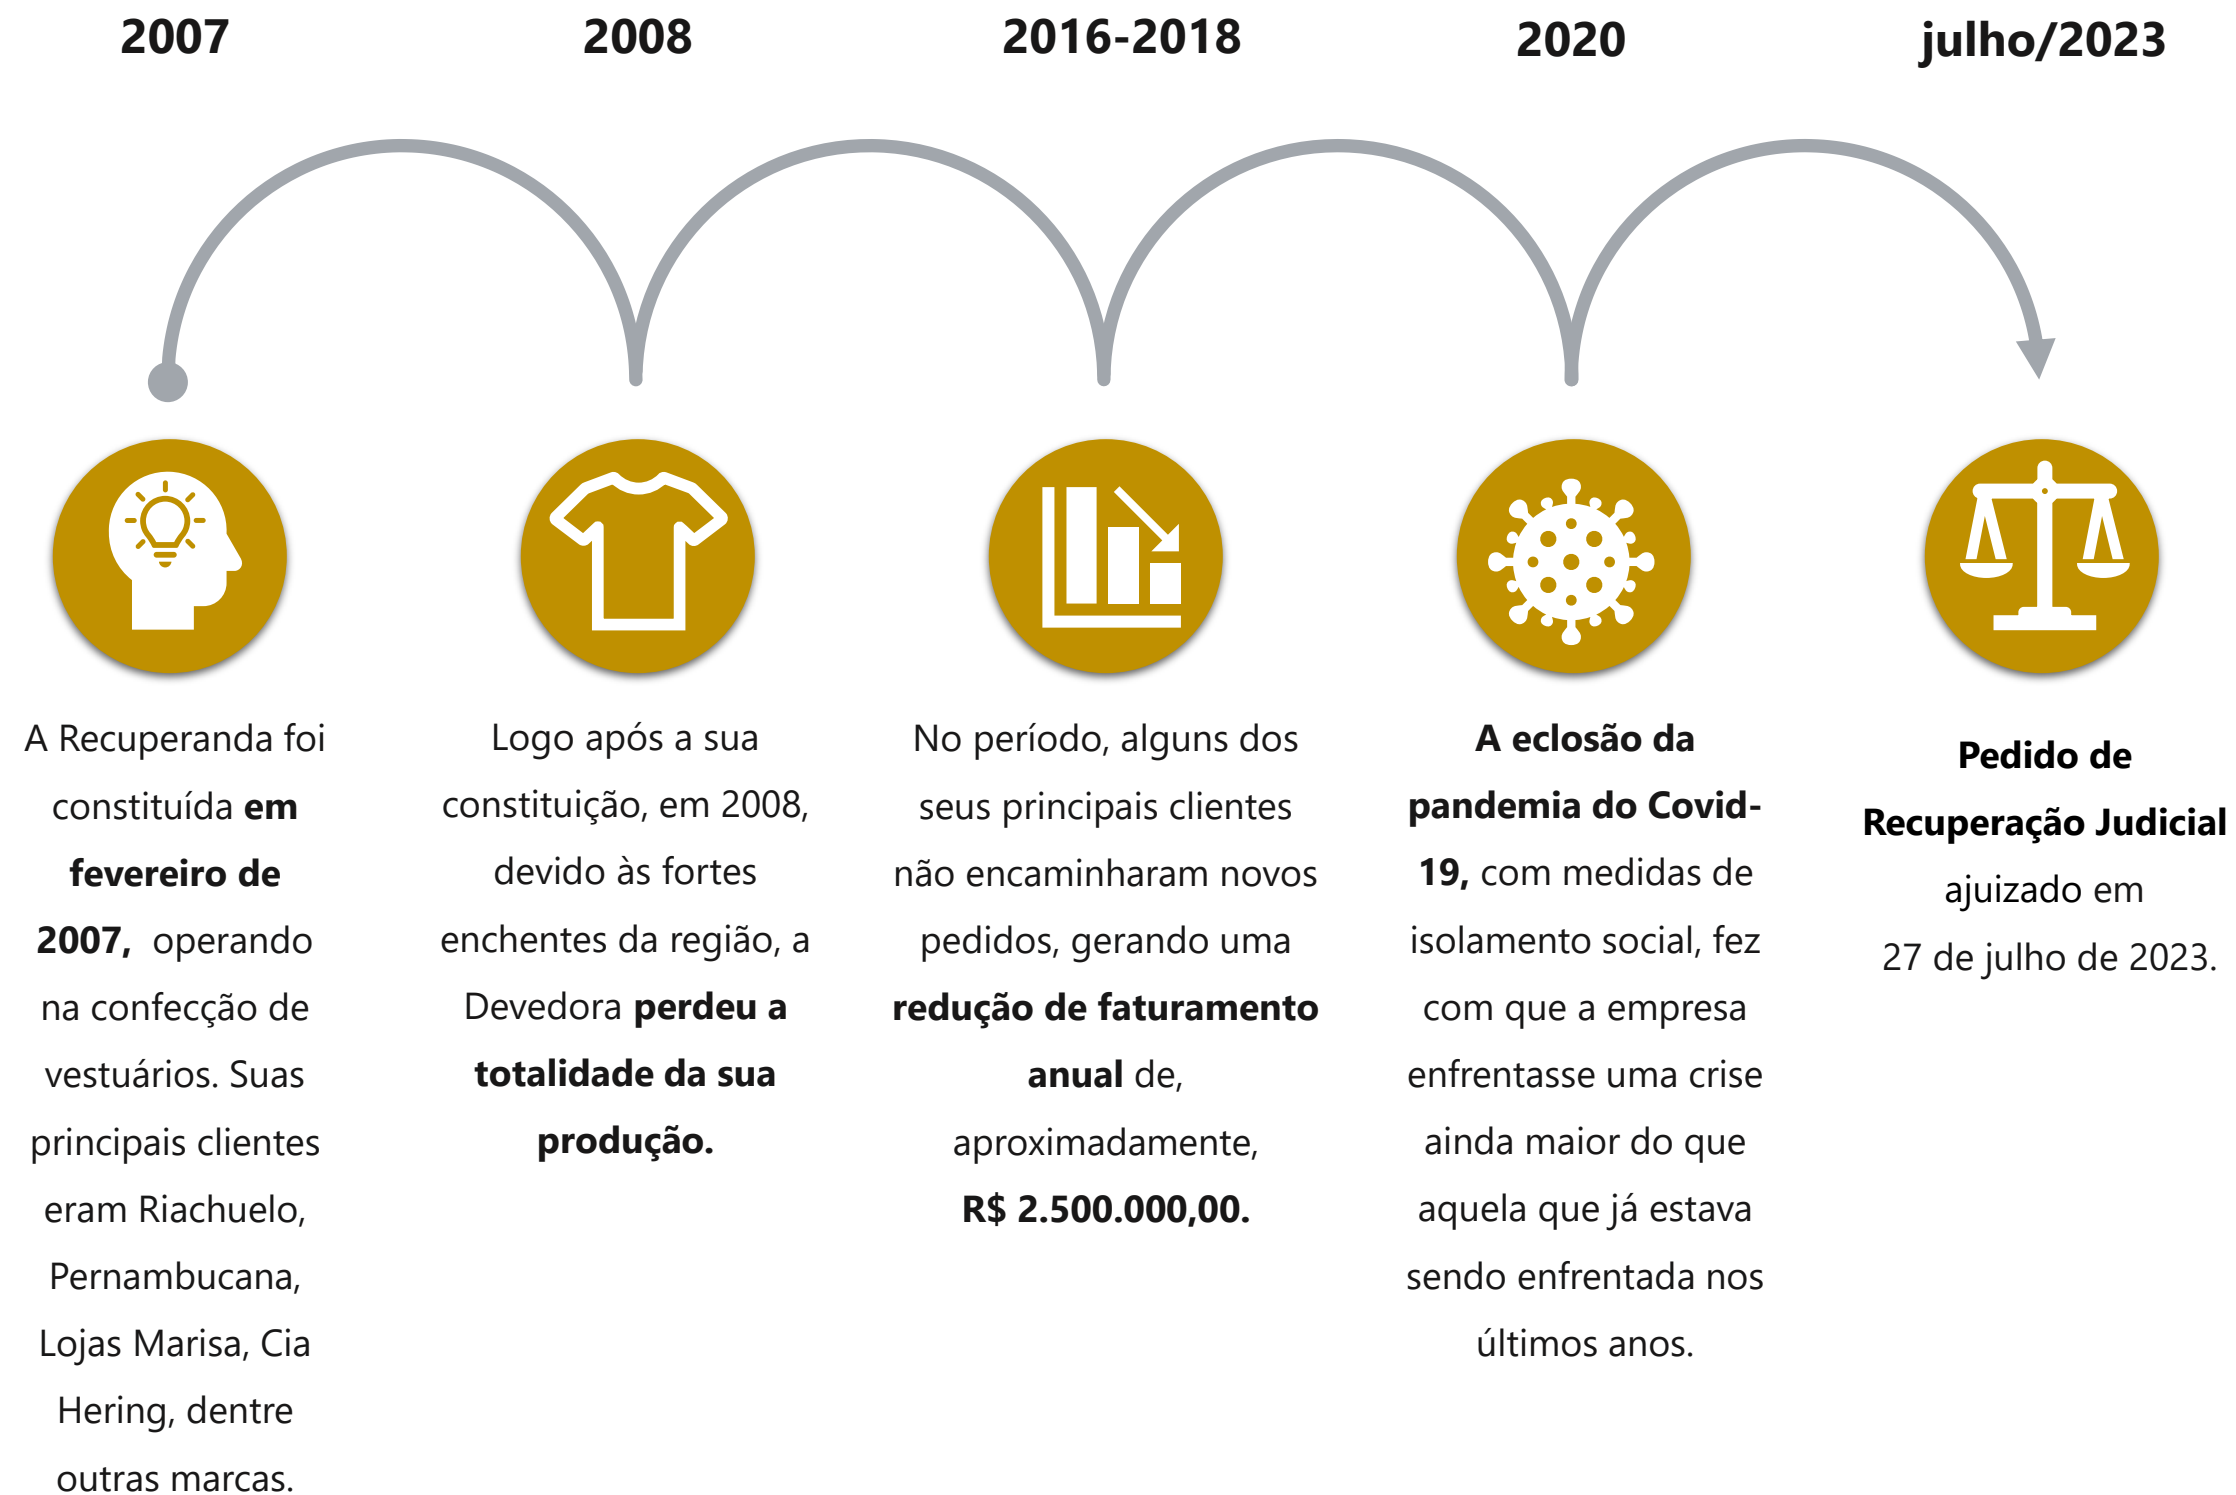 2007
A Recuperanda foi
constituída em
fevereiro de
2007, operando
na confecção de
vestuários. Suas
principais clientes
eram Riachuelo,
Pernambucana,
Lojas Marisa, Cia
Hering, dentre
outras marcas.
2008
Logo após a sua
constituição, em 2008,
devido às fortes
enchentes da região, a
Devedora perdeu a
totalidade da sua
produção.
2016-2018
No período, alguns dos
seus principais clientes
não encaminharam novos
pedidos, gerando uma
redução de faturamento
anual de,
aproximadamente,
R$ 2.500.000,00.
2020
A eclosão da
pandemia do Covid-
19, com medidas de
isolamento social, fez
com que a empresa
enfrentasse uma crise
ainda maior do que
aquela que já estava
sendo enfrentada nos
últimos anos.
julho/2023
Pedido de
Recuperação Judicial
ajuizado em
27 de julho de 2023.